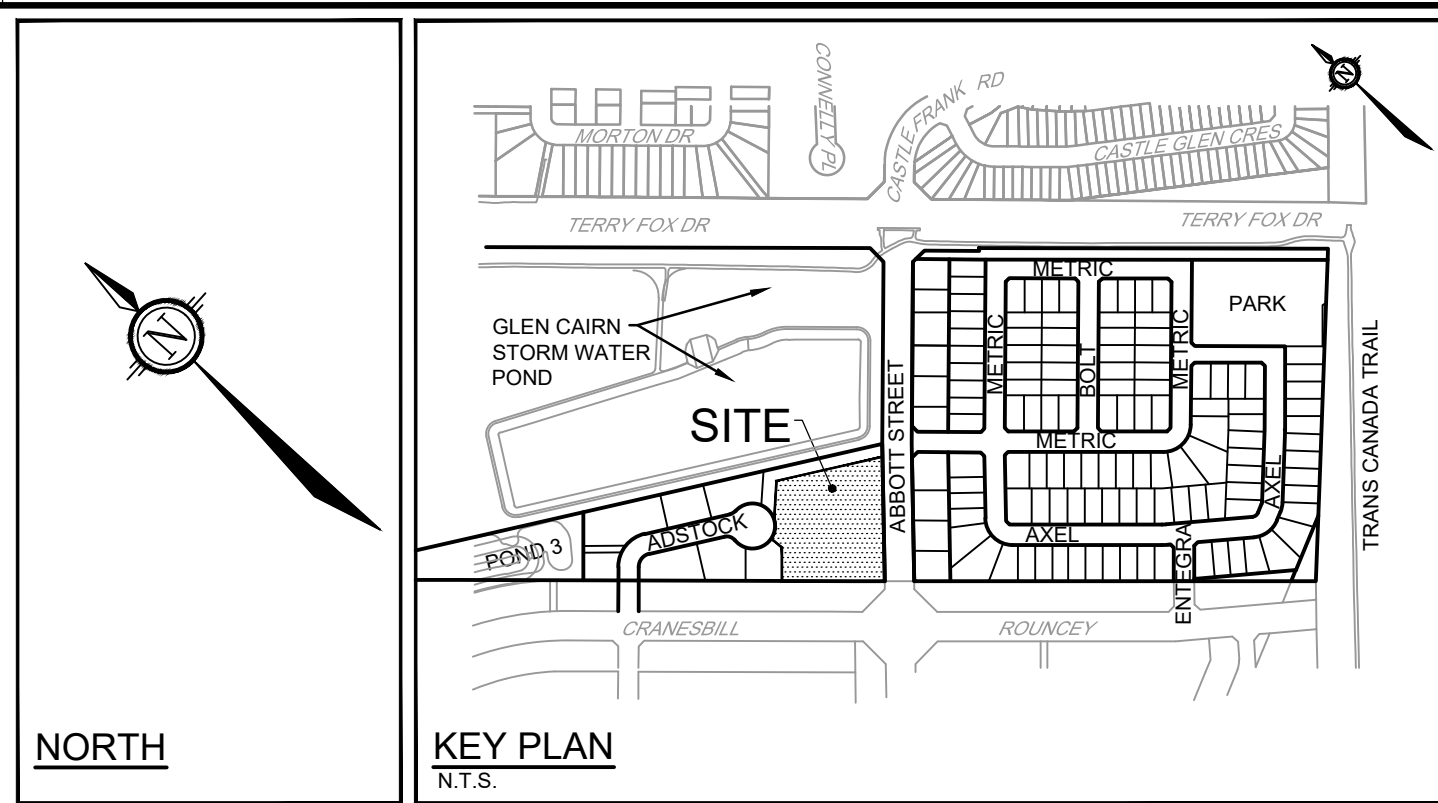 N
NORTH
N
CONNELLY PL
CASTLE FRANK RD
MORTON DR
CASTLE GLEN CRES
TERRY FOX DR
TERRY FOX DR
METRIC
PARK
GLEN CAIRN
STORM WATER
POND
METRIC
BOLT
METRIC
TRANS CANADA TRAIL
SITE
ABBOTT STREET
METRIC
AXEL
ADSTOCK
AXEL
POND 3
ENTEGRA
CRANESBILL
ROUNCEY
KEY PLAN
N.T.S.